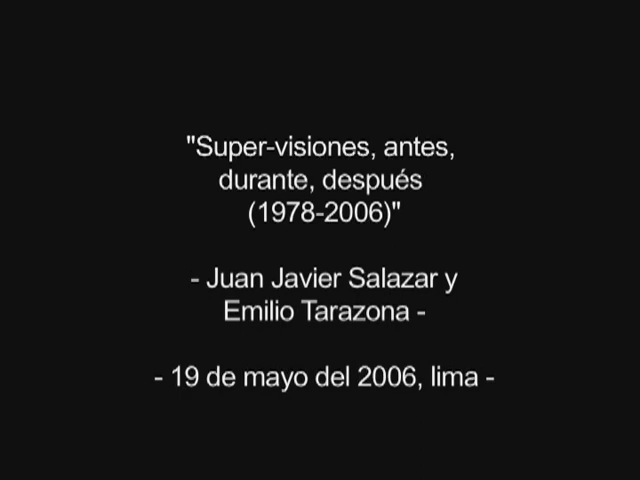 "Super-visiones, antes,
durante, después
(1978-2006)"
- Juan Javier Salazar y
Emilio Tarazona -
- 19 de mayo del 2006, lima -